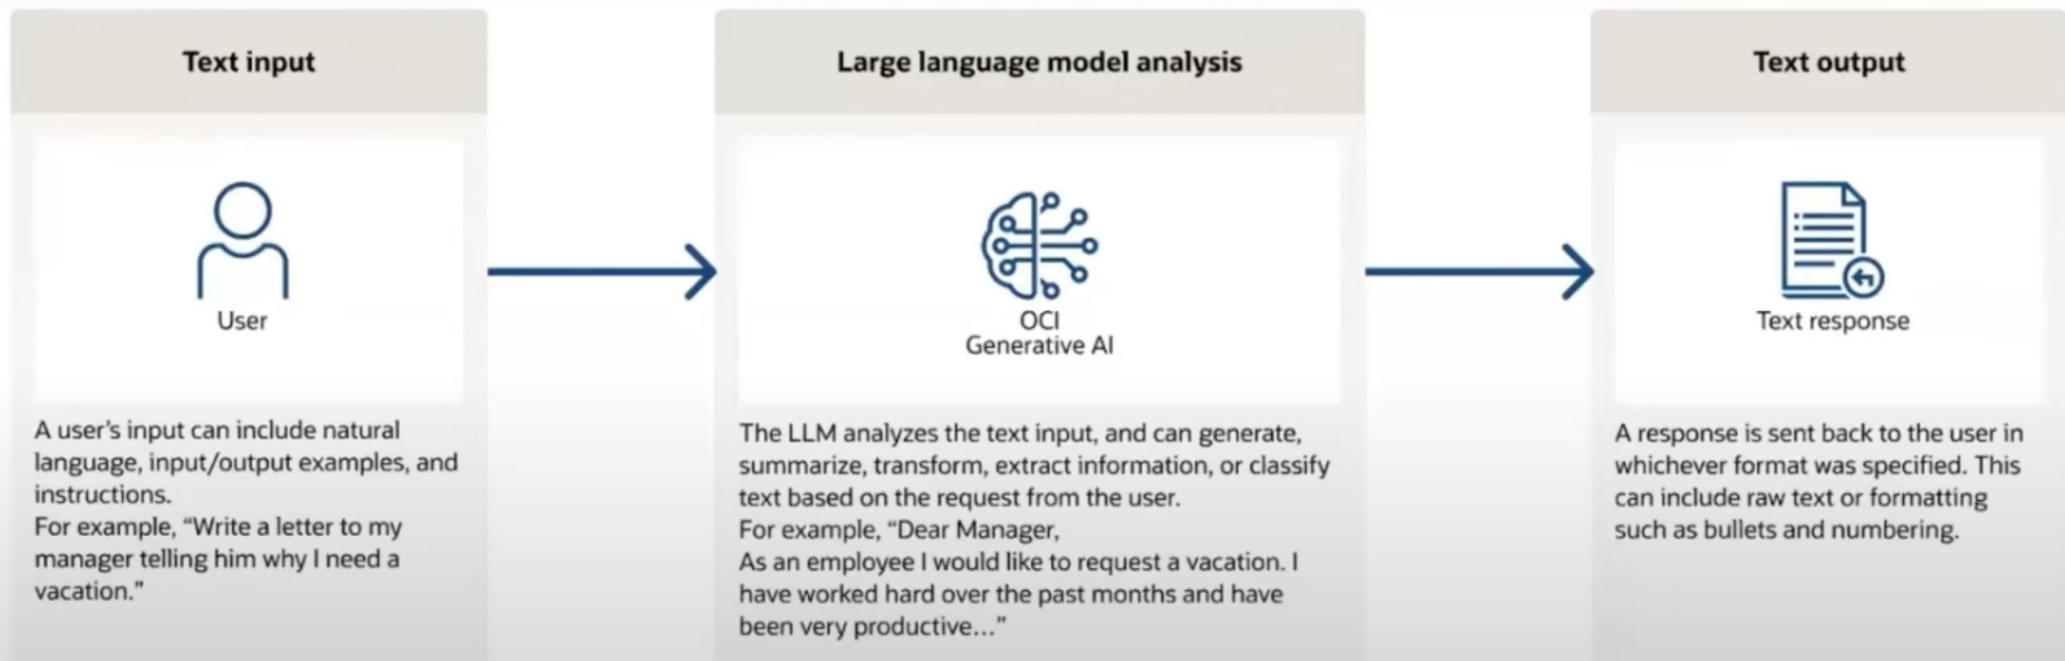 Text input
User
A user's input can include natural
language, input/output examples, and
instructions.
For example, “Write a letter to my
manager telling him why I need a
vacation.”
Large language model analysis
OCI
Generative AI
The LLM analyzes the text input, and can generate,
summarize, transform, extract information, or classify
text based on the request from the user.
For example, “Dear Manager,
As an employee I would like to request a vacation. I
have worked hard over the past months and have
been very productive...”
Text output
Text response
A response is sent back to the user in
whichever format was specified. This
can include raw text or formatting
such as bullets and numbering.